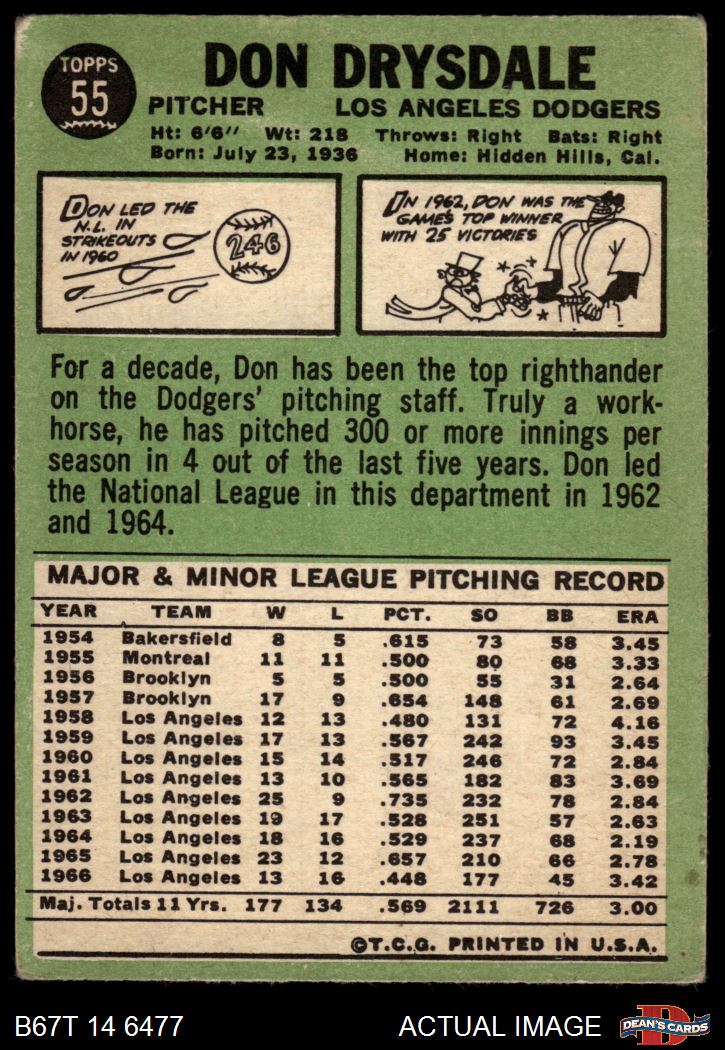 TOPPS
55
DON DRYSDALE
PITCHER LOS ANGELES DODGERS
Ht: 6'6" Wt: 218 Throws: Right Bats: Right
Born: July 23, 1936 Home: Hidden Hills, Cal.
DON LED THE
N.L. IN
STRIKEOUTS
IN 1960
246
IN 1962, DON WAS THE
GAME'S TOP WINNER
WITH 25 VICTORIES
For a decade, Don has been the top righthander
on the Dodgers' pitching staff. Truly a work-
horse, he has pitched 300 or more innings per
season in 4 out of the last five years. Don led
the National League in this department in 1962
and 1964.
MAJOR & MINOR LEAGUE PITCHING RECORD
YEAR TEAM W L PCT. SO BB ERA
1954 Bakersfield 8 5 .615 73 58 3.45
1955 Montreal 11 11 .500 80 68 3.33
1956 Brooklyn 5 5 .500 55 31 2.64
1957 Brooklyn 17 9 .654 148 61 2.69
1958 Los Angeles 12 13 .480 131 72 4.16
1959 Los Angeles 17 13 .567 242 93 3.45
1960 Los Angeles 15 14 .517 246 72 2.84
1961 Los Angeles 13 10 .565 182 83 3.69
1962 Los Angeles 25 9 .735 232 78 2.84
1963 Los Angeles 19 17 .528 251 57 2.63
1964 Los Angeles 18 16 .529 237 68 2.19
1965 Los Angeles 23 12 .657 210 66 2.78
1966 Los Angeles 13 16 .448 177 45 3.42
Maj. Totals 11 Yrs. 177 134 .569 2111 726 3.00
©T.C.G. PRINTED IN U.S.A.
B67T 14 6477 ACTUAL IMAGE
D
DEAN'S CARDS